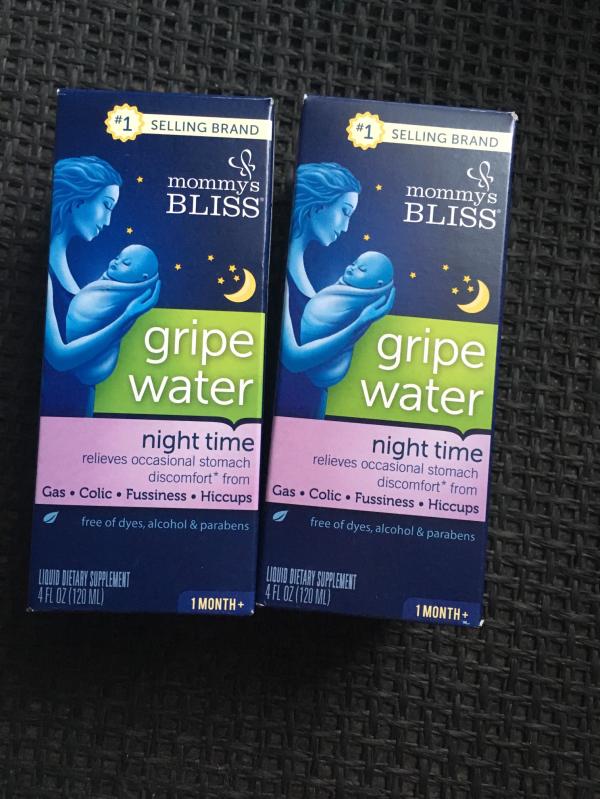 #1 SELLING BRAND
mommy's
BLISS®
gripe
water
night time
relieves occasional stomach
discomfort* from
Gas • Colic • Fussiness • Hiccups
free of dyes, alcohol & parabens
LIQUID DIETARY SUPPLEMENT
4 FL OZ (120 ML)
1 MONTH+
#1 SELLING BRAND
mommy's
BLISS®
gripe
water
night time
relieves occasional stomach
discomfort* from
Gas • Colic • Fussiness • Hiccups
free of dyes, alcohol & parabens
LIQUID DIETARY SUPPLEMENT
4 FL OZ (120 ML)
1 MONTH+